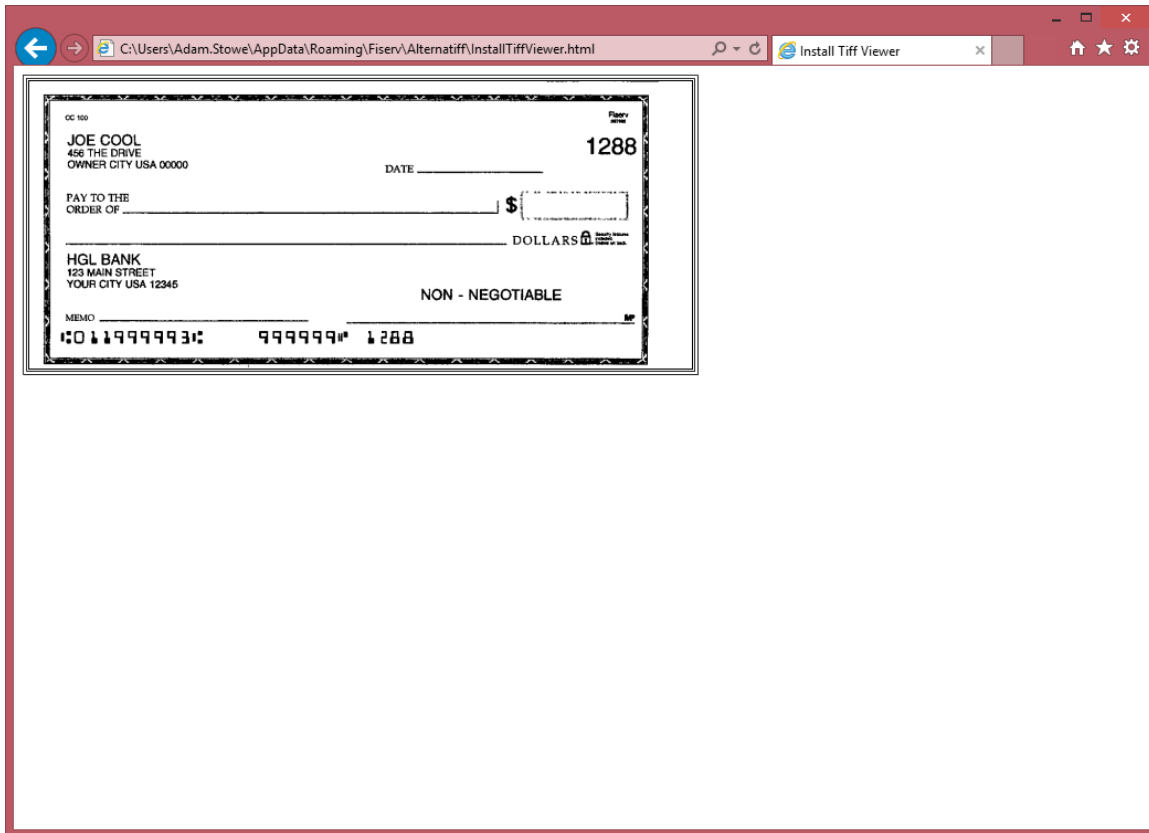 C:\Users\Adam.Stowe\AppData\Roaming\Fiserv\Alternatiff\InstallTiffViewer.html
Install Tiff Viewer
CC 100
Fiserv
JOE COOL
1288
456 THE DRIVE
OWNER CITY USA 00000
DATE
PAY TO THE
ORDER OF
$
DOLLARS
HGL BANK
123 MAIN STREET
YOUR CITY USA 12345
NON - NEGOTIABLE
MEMO
MP
⑆011999993⑆ 999999⑈ 1288